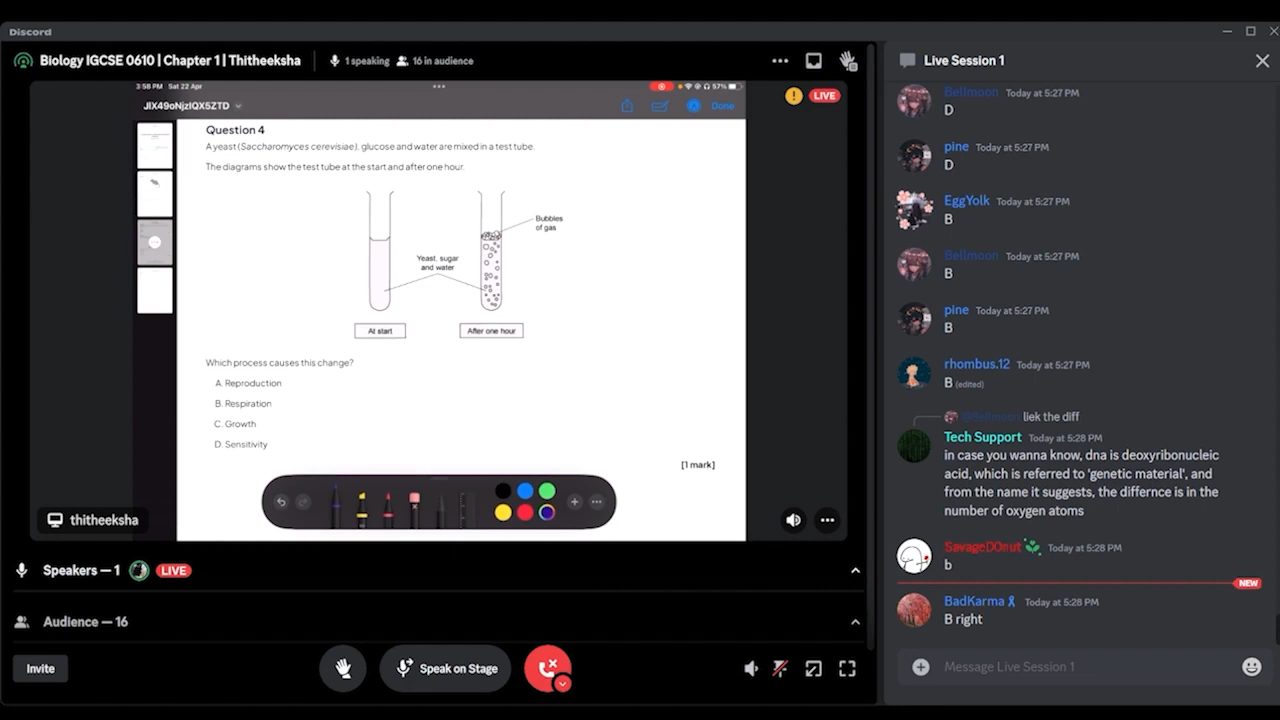 Discord
Biology IGSCE 0610 | Chapter 1 | Thitheeksha
1 speaking
16 in audience
3:58 PM Sat 22 Apr
57%
JIX49oNjzIQX5ZTD
Done
LIVE
Question 4
A yeast (Saccharomyces cerevisiae), glucose and water are mixed in a test tube.
The diagrams show the test tube at the start and after one hour.
Bubbles
of gas
Yeast, sugar
and water
At start
After one hour
Which process causes this change?
A. Reproduction
B. Respiration
C. Growth
D. Sensitivity
[1 mark]
thitheeksha
Speakers — 1
LIVE
Audience — 16
Invite
Speak on Stage
Live Session 1
Bellmoon Today at 5:27 PM
D
pine Today at 5:27 PM
D
EggYolk Today at 5:27 PM
B
Bellmoon Today at 5:27 PM
B
pine Today at 5:27 PM
B
rhombus.12 Today at 5:27 PM
B (edited)
@Bellmoon liek the diff
Tech Support Today at 5:28 PM
in case you wanna know, dna is deoxyribonucleic
acid, which is referred to 'genetic material', and
from the name it suggests, the differnce is in the
number of oxygen atoms
SavageD0nut Today at 5:28 PM
b
NEW
BadKarma Today at 5:28 PM
B right
Message Live Session 1